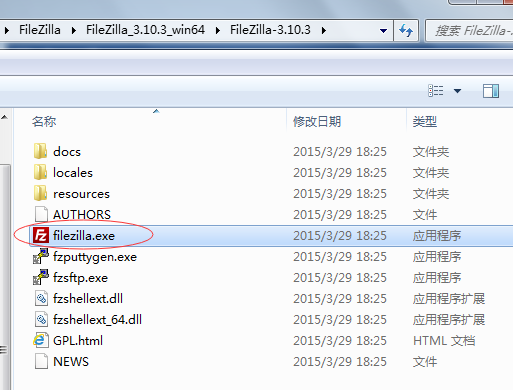 FileZilla ▸ FileZilla_3.10.3_win64 ▸ FileZilla-3.10.3 ▸ 搜索 FileZilla-
名称 修改日期 类型
docs 2015/3/29 18:25 文件夹
locales 2015/3/29 18:25 文件夹
resources 2015/3/29 18:25 文件夹
AUTHORS 2015/3/29 18:25 文件
filezilla.exe 2015/3/29 18:25 应用程序
fzputtygen.exe 2015/3/29 18:25 应用程序
fzsftp.exe 2015/3/29 18:25 应用程序
fzshellext.dll 2015/3/29 18:25 应用程序扩展
fzshellext_64.dll 2015/3/29 18:25 应用程序扩展
GPL.html 2015/3/29 18:25 HTML 文档
NEWS 2015/3/29 18:25 文件